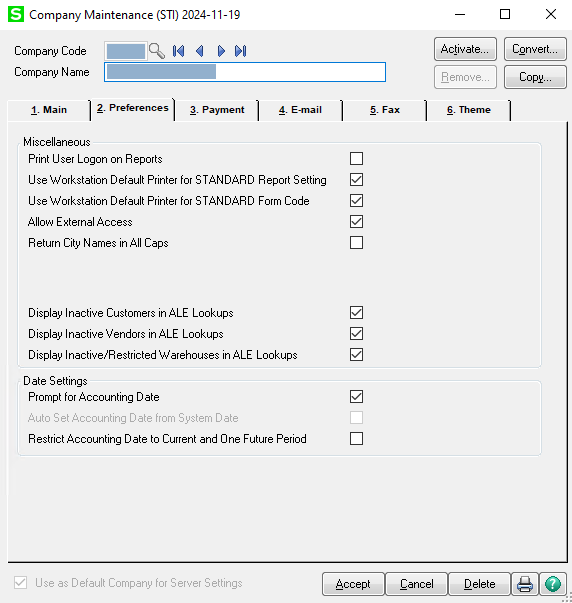 S Company Maintenance (STI) 2024-11-19
Company Code
Activate...
Convert...
Company Name
Remove...
Copy...
1. Main
2. Preferences
3. Payment
4. E-mail
5. Fax
6. Theme
Miscellaneous
Print User Logon on Reports
Use Workstation Default Printer for STANDARD Report Setting
Use Workstation Default Printer for STANDARD Form Code
Allow External Access
Return City Names in All Caps
Display Inactive Customers in ALE Lookups
Display Inactive Vendors in ALE Lookups
Display Inactive/Restricted Warehouses in ALE Lookups
Date Settings
Prompt for Accounting Date
Auto Set Accounting Date from System Date
Restrict Accounting Date to Current and One Future Period
Use as Default Company for Server Settings
Accept
Cancel
Delete
?